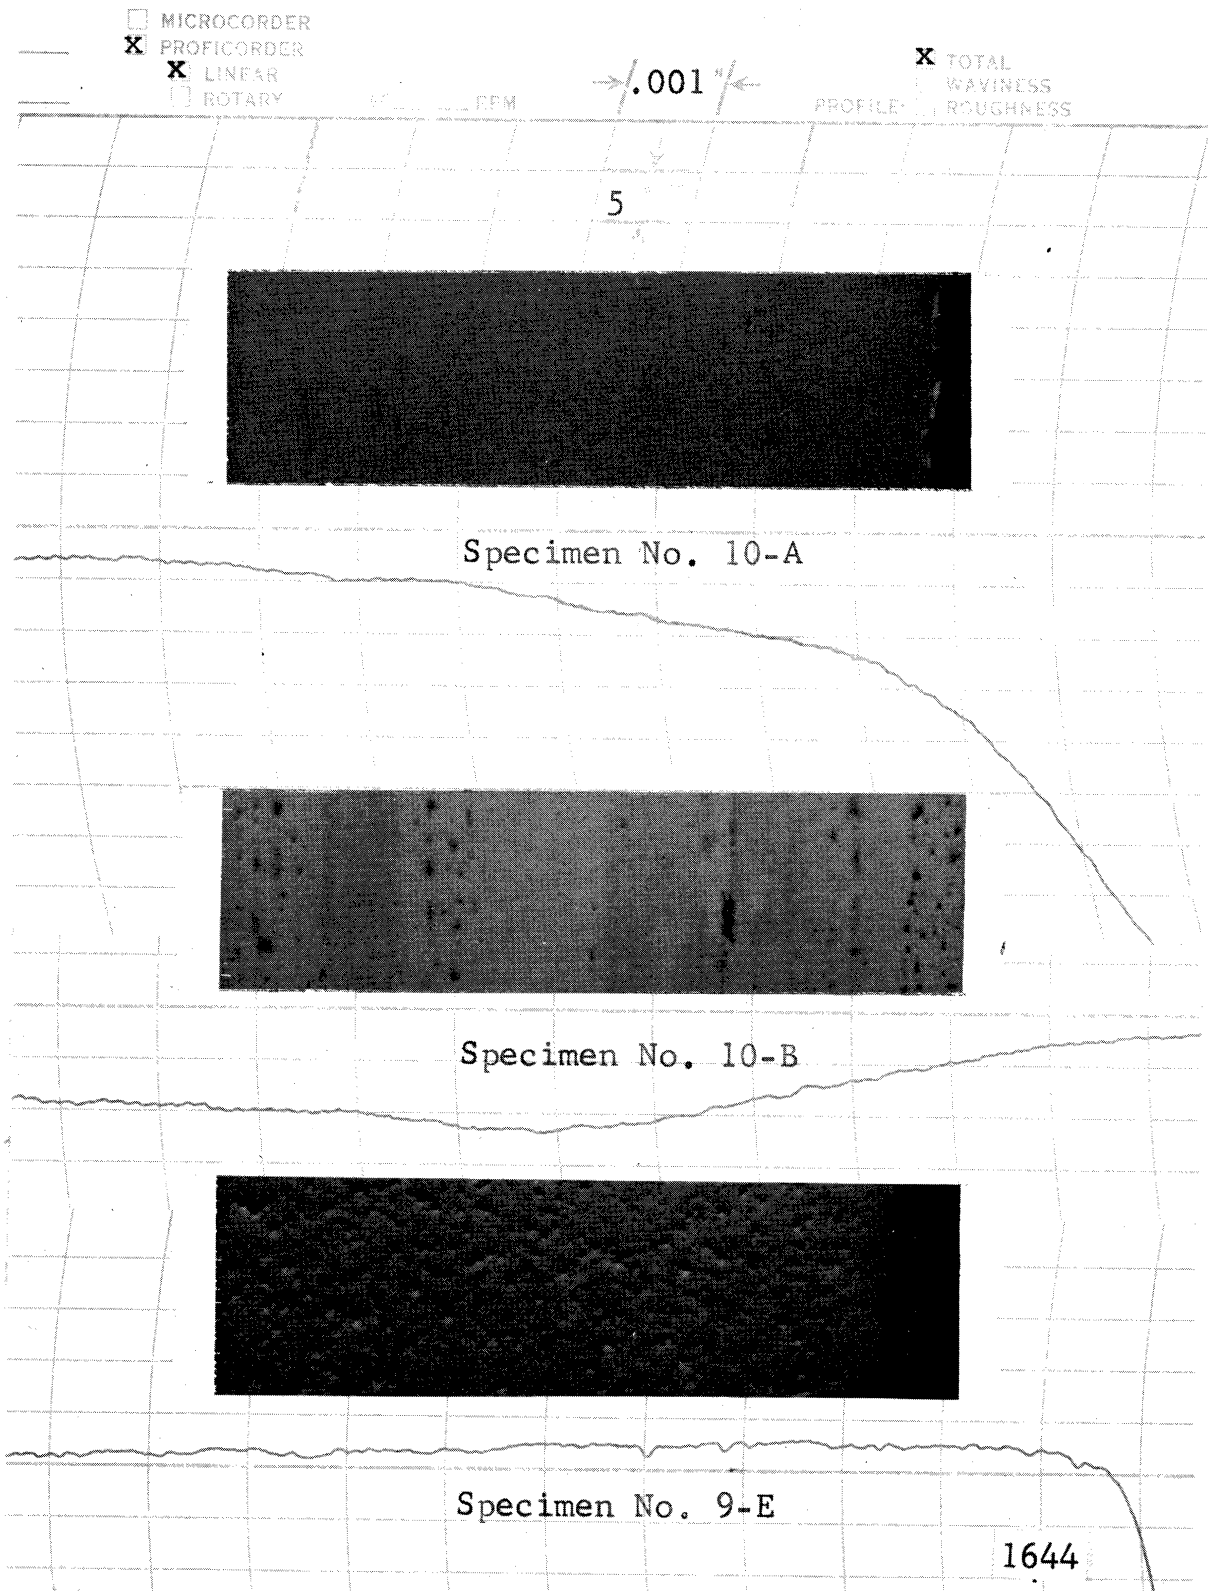 MICROCORDER
X PROFICORDER
X LINEAR
ROTARY
RPM
.001"
X TOTAL
WAVINESS
PROFILE: ROUGHNESS
5
Specimen No. 10-A
Specimen No. 10-B
Specimen No. 9-E
1644